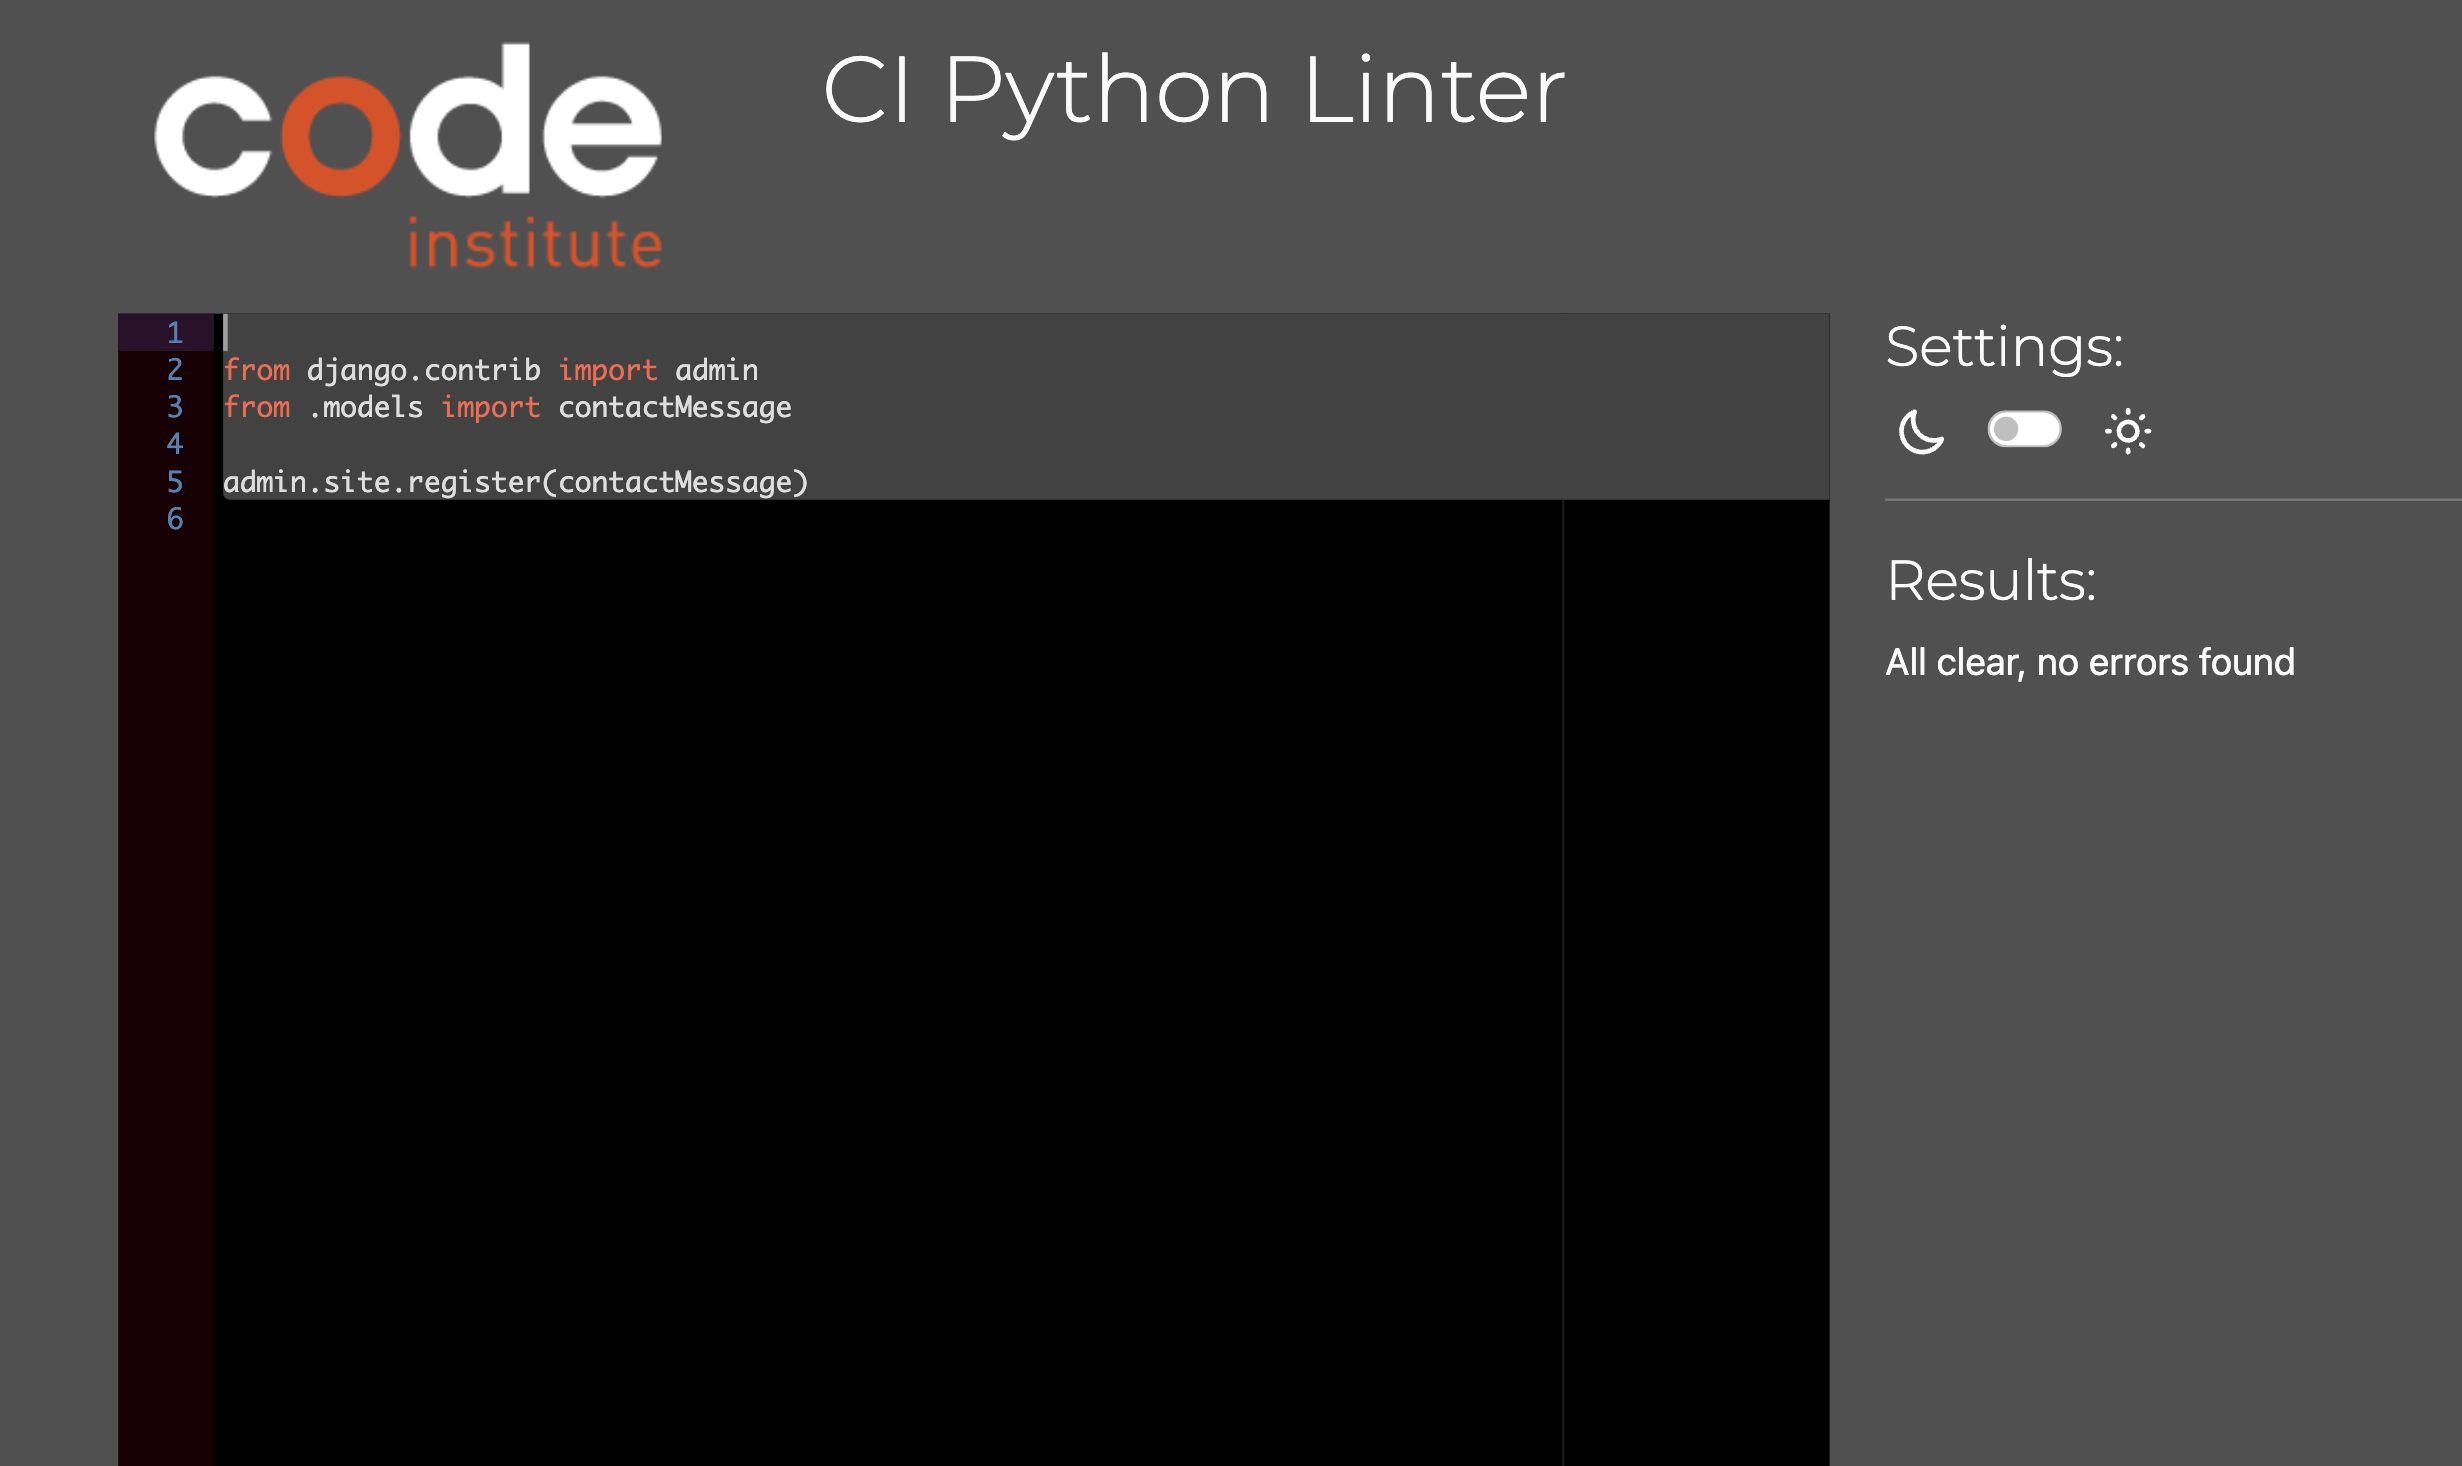 code
institute
CI Python Linter
1
2 from django.contrib import admin
3 from .models import contactMessage
4
5 admin.site.register(contactMessage)
6
Settings:
Results:
All clear, no errors found